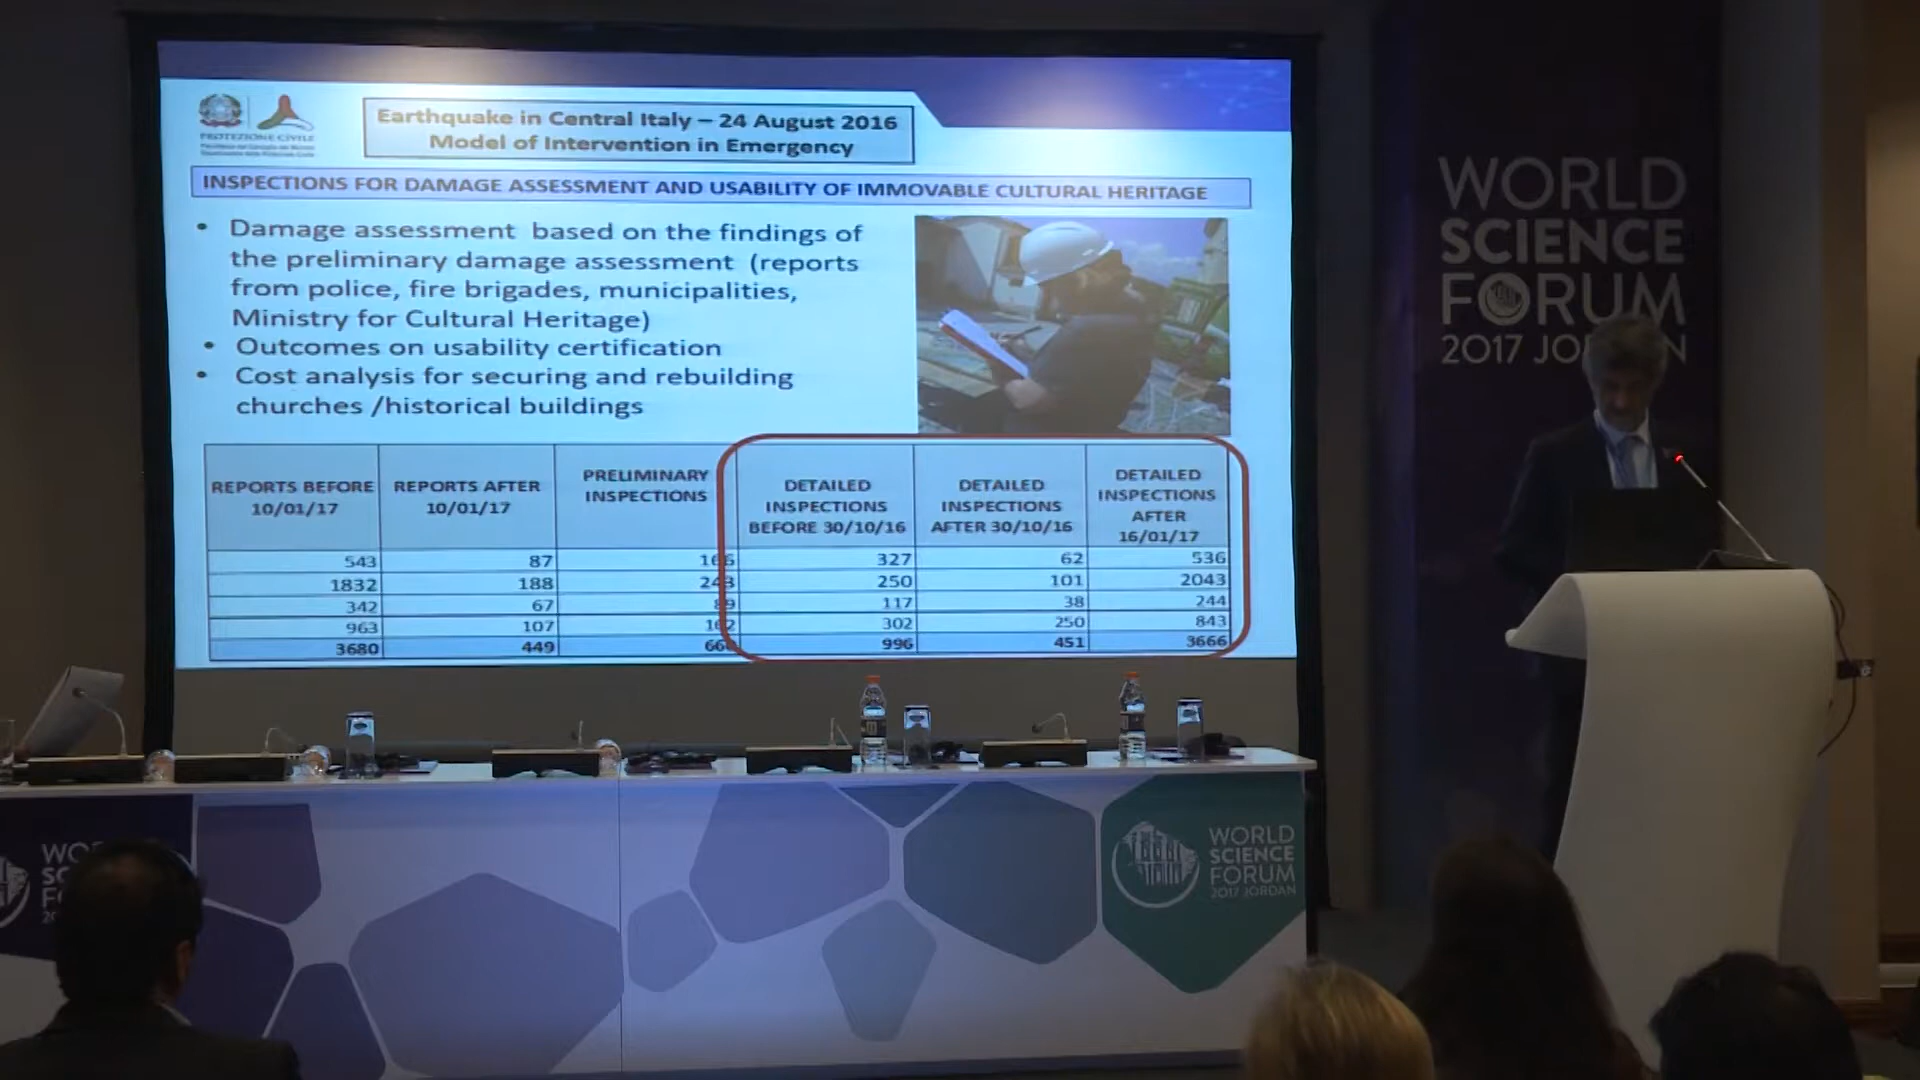 PROTEZIONE CIVILE
Earthquake in Central Italy – 24 August 2016
Model of Intervention in Emergency
INSPECTIONS FOR DAMAGE ASSESSMENT AND USABILITY OF IMMOVABLE CULTURAL HERITAGE
• Damage assessment based on the findings of
the preliminary damage assessment (reports
from police, fire brigades, municipalities,
Ministry for Cultural Heritage)
• Outcomes on usability certification
• Cost analysis for securing and rebuilding
churches /historical buildings
REPORTS BEFORE
10/01/17
REPORTS AFTER
10/01/17
PRELIMINARY
INSPECTIONS
DETAILED
INSPECTIONS
BEFORE 30/10/16
DETAILED
INSPECTIONS
AFTER 30/10/16
DETAILED
INSPECTIONS
AFTER
16/01/17
543 87 327 62 536
1832 188 243 250 101 2043
342 67 117 38 244
963 107 162 302 250 843
3680 449 996 451 3666
WORLD
SCIENCE
FORUM
2017 JORDAN
WORLD
SCIENCE
FORUM
2017 JORDAN